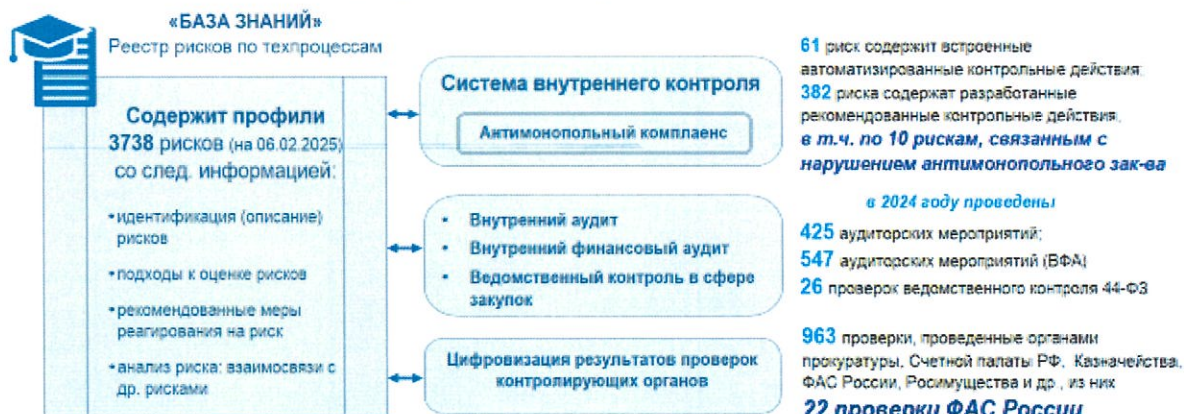 «БАЗА ЗНАНИЙ»
Реестр рисков по техпроцессам
Содержит профили
3738 рисков (на 06.02.2025)
со след. информацией:
•идентификация (описание)
рисков
•подходы к оценке рисков
•рекомендованные меры
реагирования на риск
•анализ риска: взаимосвязи с
др. рисками
Система внутреннего контроля
Антимонопольный комплаенс
• Внутренний аудит
• Внутренний финансовый аудит
• Ведомственный контроль в сфере
закупок
Цифровизация результатов проверок
контролирующих органов
61 риск содержит встроенные
автоматизированные контрольные действия;
382 риска содержат разработанные
рекомендованные контрольные действия,
в т.ч. по 10 рискам, связанным с
нарушением антимонопольного зак-ва
в 2024 году проведены
425 аудиторских мероприятий;
547 аудиторских мероприятий (ВФА)
26 проверок ведомственного контроля 44-ФЗ
963 проверки, проведенные органами
прокуратуры, Счетной палаты РФ, Казначейства,
ФАС России, Росимущества и др., из них
22 проверки ФАС России